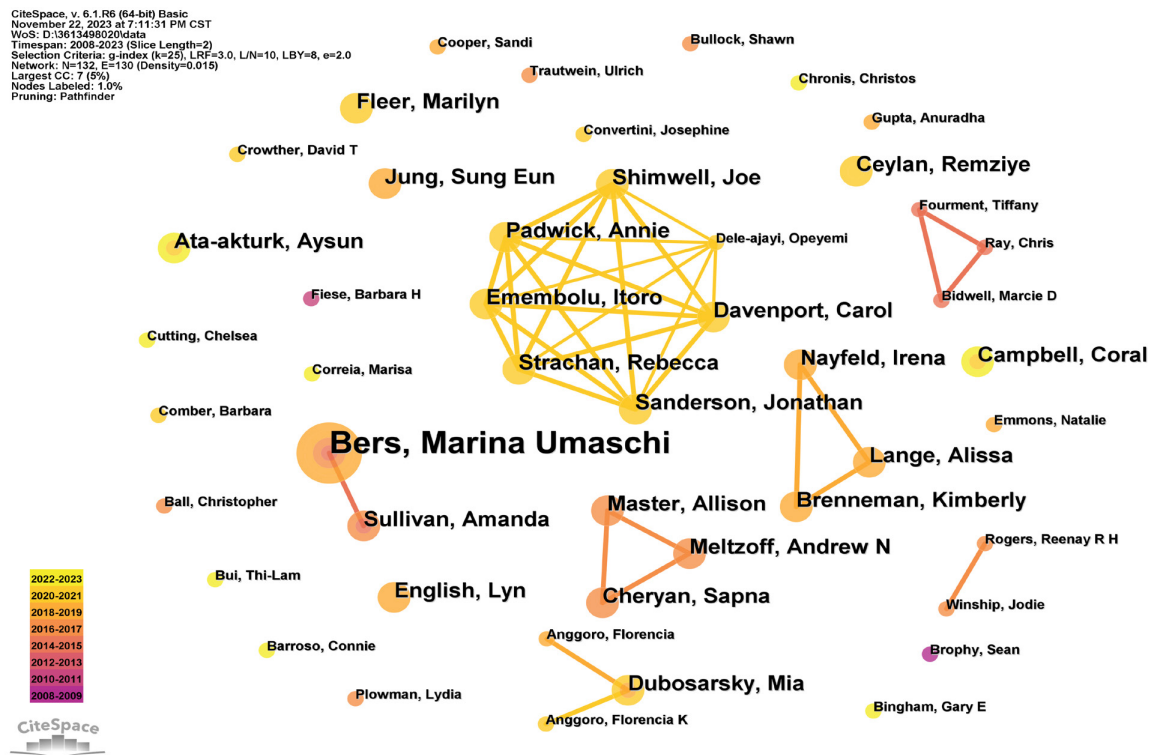 CiteSpace, v. 6.1.R6 (64-bit) Basic
November 22, 2023 at 7:11:31 PM CST
WoS: D:\3613498020\data
Timespan: 2008-2023 (Slice Length=2)
Selection Criteria: g-index (k=25), LRF=3.0, L/N=10, LBY=8, e=2.0
Network: N=132, E=130 (Density=0.015)
Largest CC: 7 (5%)
Nodes Labeled: 1.0%
Pruning: Pathfinder
Cooper, Sandi
Bullock, Shawn
Trautwein, Ulrich
Chronis, Christos
Fleer, Marilyn
Gupta, Anuradha
Convertini, Josephine
Crowther, David T
Ceylan, Remziye
Jung, Sung Eun
Shimwell, Joe
Fourment, Tiffany
Padwick, Annie
Dele-ajayi, Opeyemi
Ata-akturk, Aysun
Ray, Chris
Fiese, Barbara H
Emembolu, Itoro
Bidwell, Marcie D
Davenport, Carol
Cutting, Chelsea
Nayfeld, Irena
Campbell, Coral
Strachan, Rebecca
Correia, Marisa
Sanderson, Jonathan
Comber, Barbara
Emmons, Natalie
Bers, Marina Umaschi
Lange, Alissa
Ball, Christopher
Brenneman, Kimberly
Master, Allison
Sullivan, Amanda
Rogers, Reenay R H
Meltzoff, Andrew N
Bui, Thi-Lam
English, Lyn
Cheryan, Sapna
Winship, Jodie
Anggoro, Florencia
Barroso, Connie
Brophy, Sean
Dubosarsky, Mia
Plowman, Lydia
Bingham, Gary E
Anggoro, Florencia K
2022-2023
2020-2021
2018-2019
2016-2017
2014-2015
2012-2013
2010-2011
2008-2009
CiteSpace